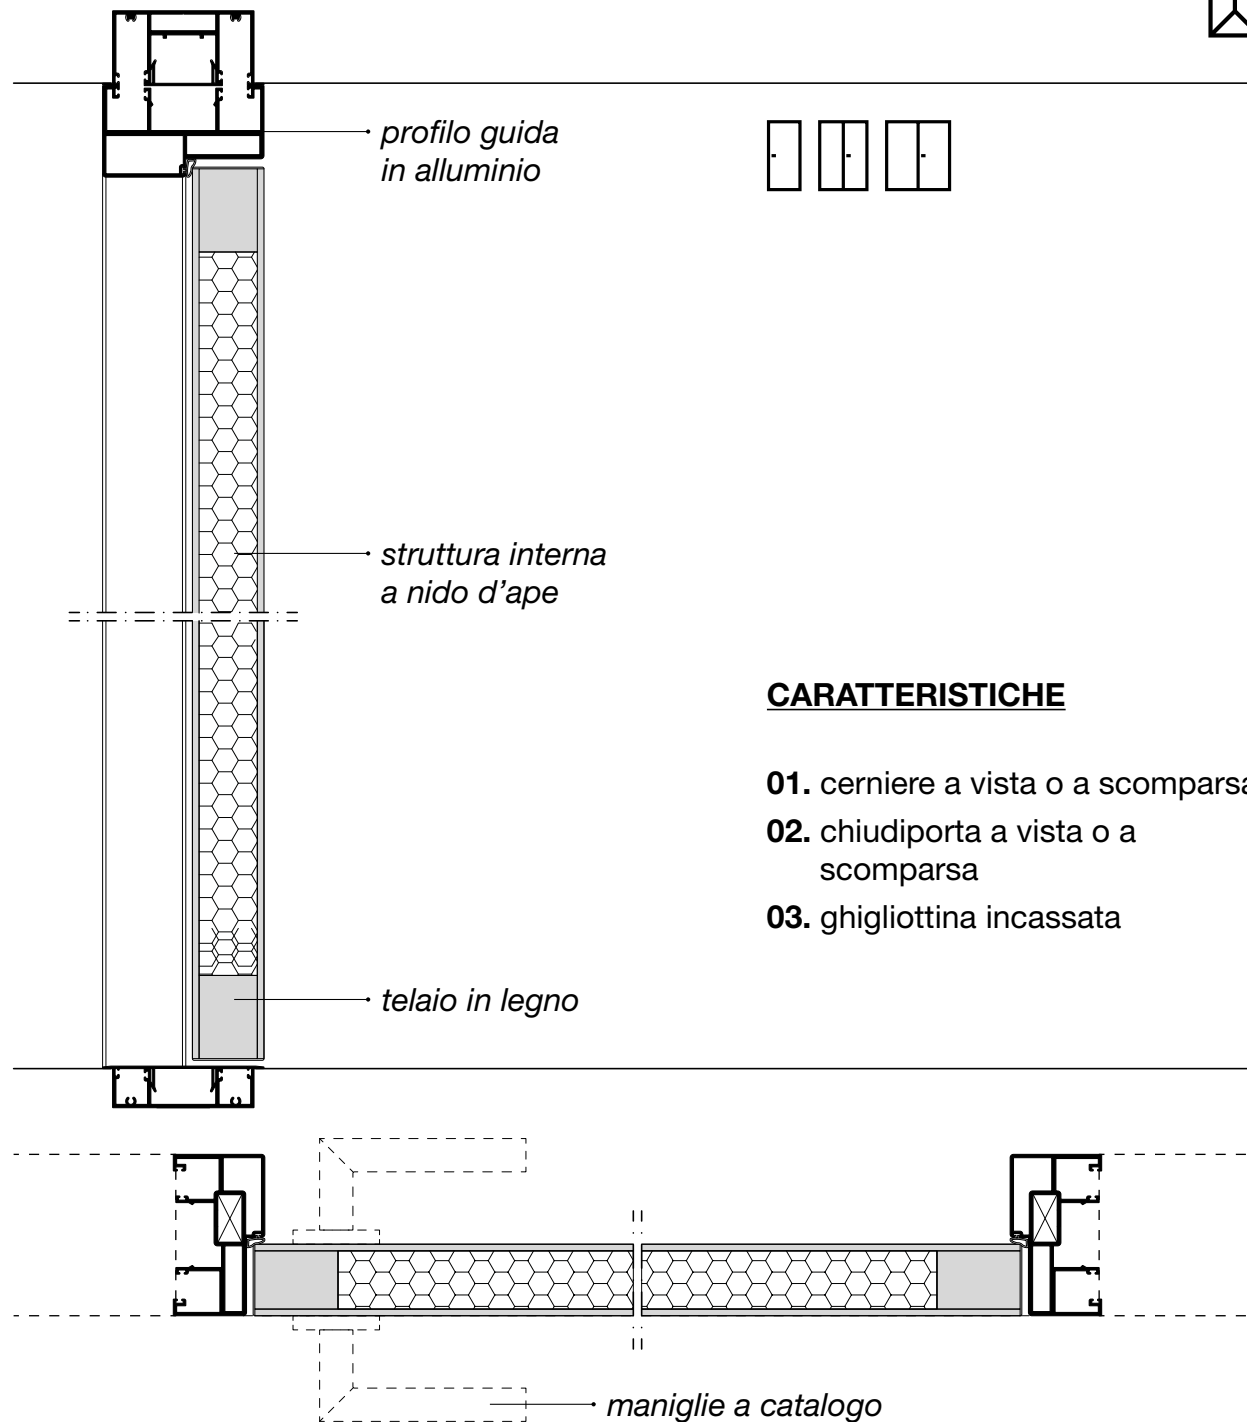 profilo guida
in alluminio
struttura interna
a nido d’ape
CARATTERISTICHE
01. cerniere a vista o a scomparsa
02. chiudiporta a vista o a
scomparsa
03. ghigliottina incassata
telaio in legno
maniglie a catalogo